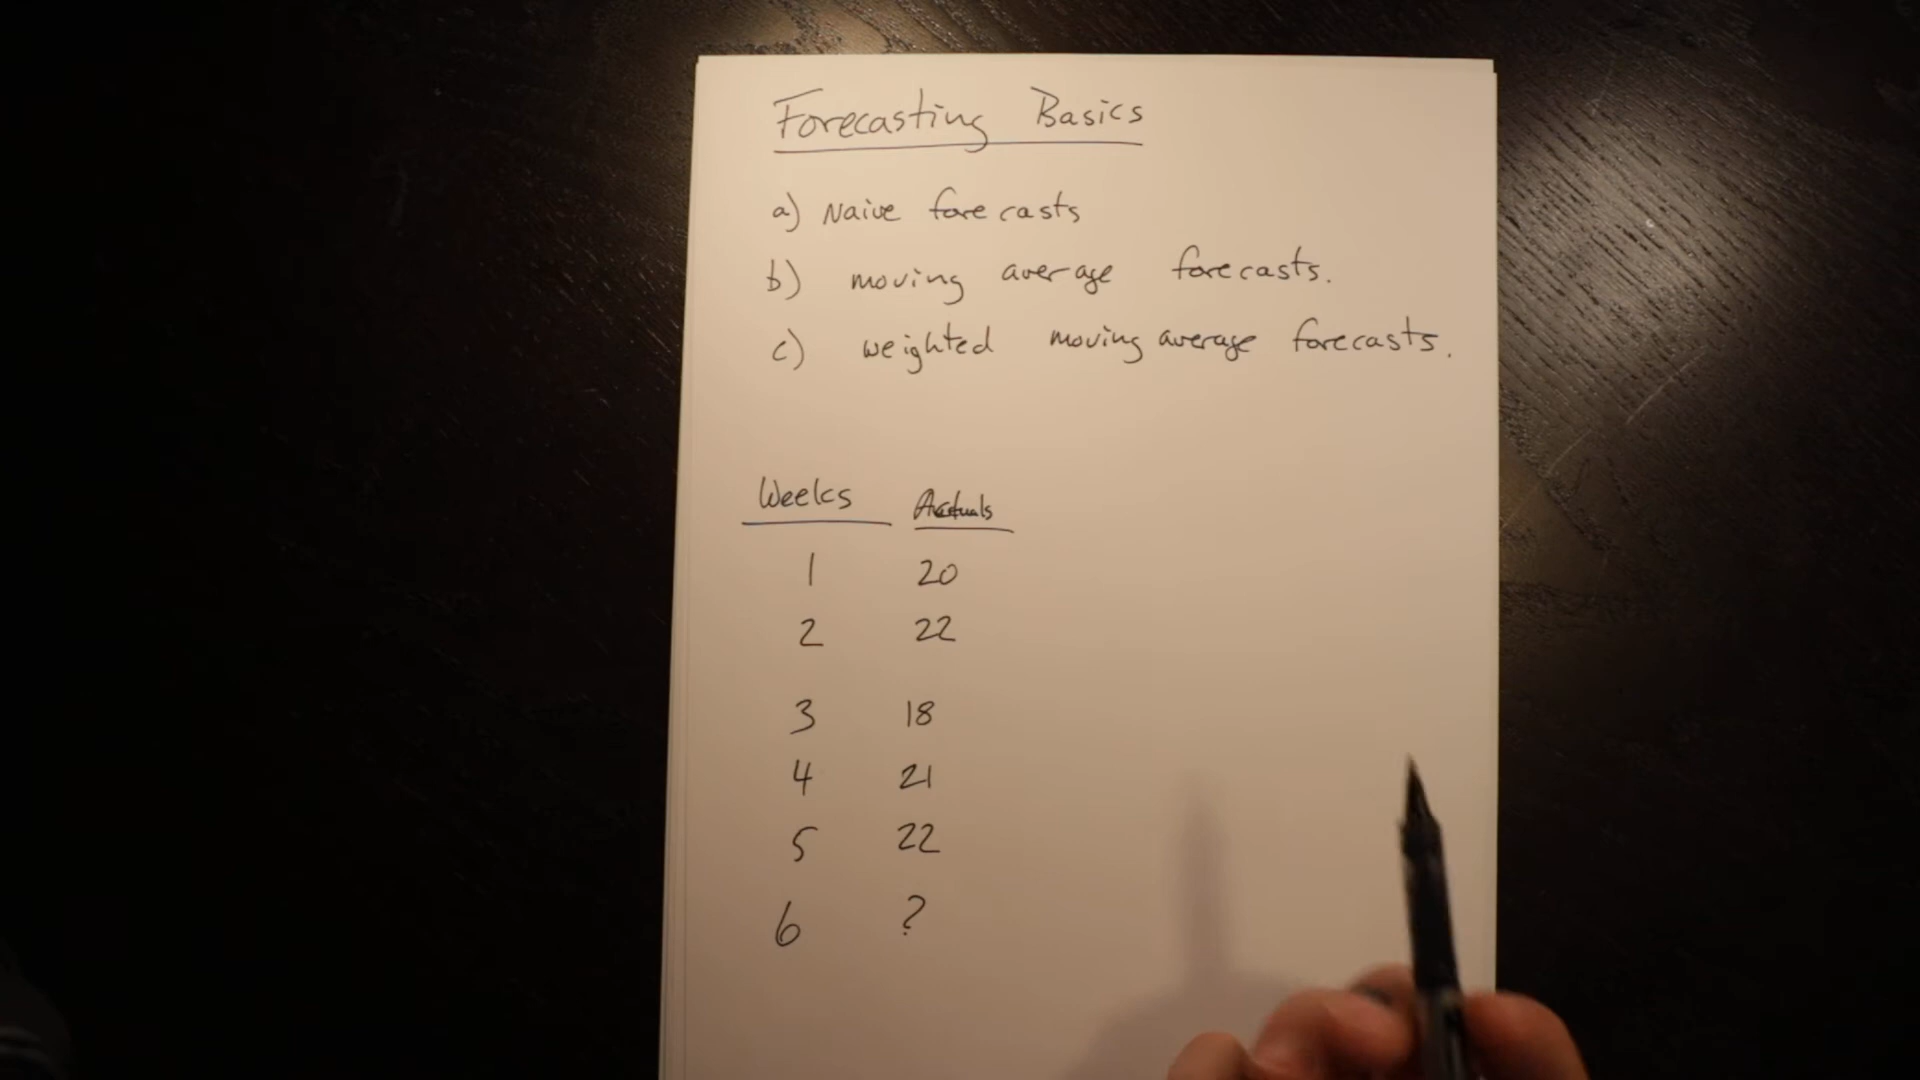 Forecasting Basics
a) Naive forecasts
b) moving average forecasts.
c) weighted moving average forecasts.
Weeks Actuals
1 20
2 22
3 18
4 21
5 22
6 ?